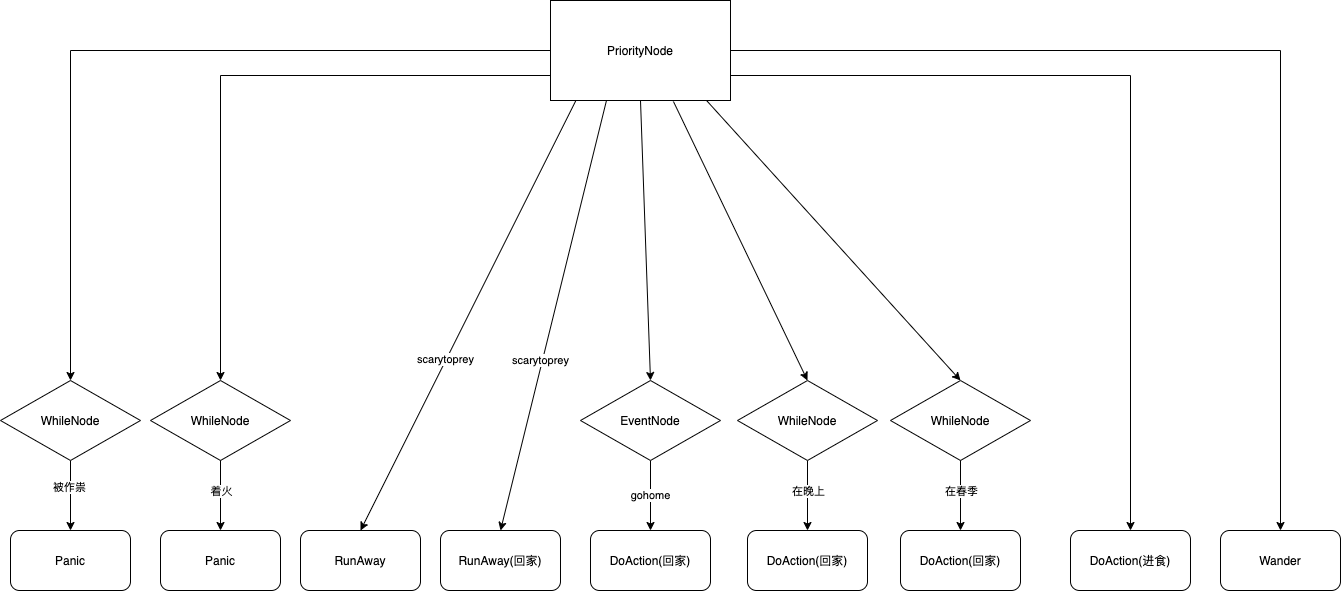 PriorityNode
scarytoprey
scarytoprey
WhileNode
WhileNode
EventNode
WhileNode
WhileNode
被作祟
着火
gohome
在晚上
在春季
Panic
Panic
RunAway
RunAway(回家)
DoAction(回家)
DoAction(回家)
DoAction(回家)
DoAction(进食)
Wander